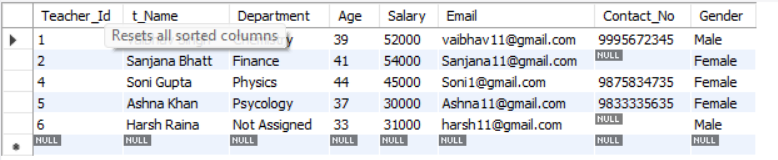 Teacher_Id t_Name Department Age Salary Email Contact_No Gender
Resets all sorted columns
1 39 52000 vaibhav11@gmail.com 9995672345 Male
2 Sanjana Bhatt Finance 41 54000 Sanjana11@gmail.com NULL Female
4 Soni Gupta Physics 44 45000 Soni1@gmail.com 9875834735 Female
5 Ashna Khan Psycology 37 30000 Ashna11@gmail.com 9833335635 Female
6 Harsh Raina Not Assigned 33 31000 harsh11@gmail.com NULL Male
NULL NULL NULL NULL NULL NULL NULL NULL